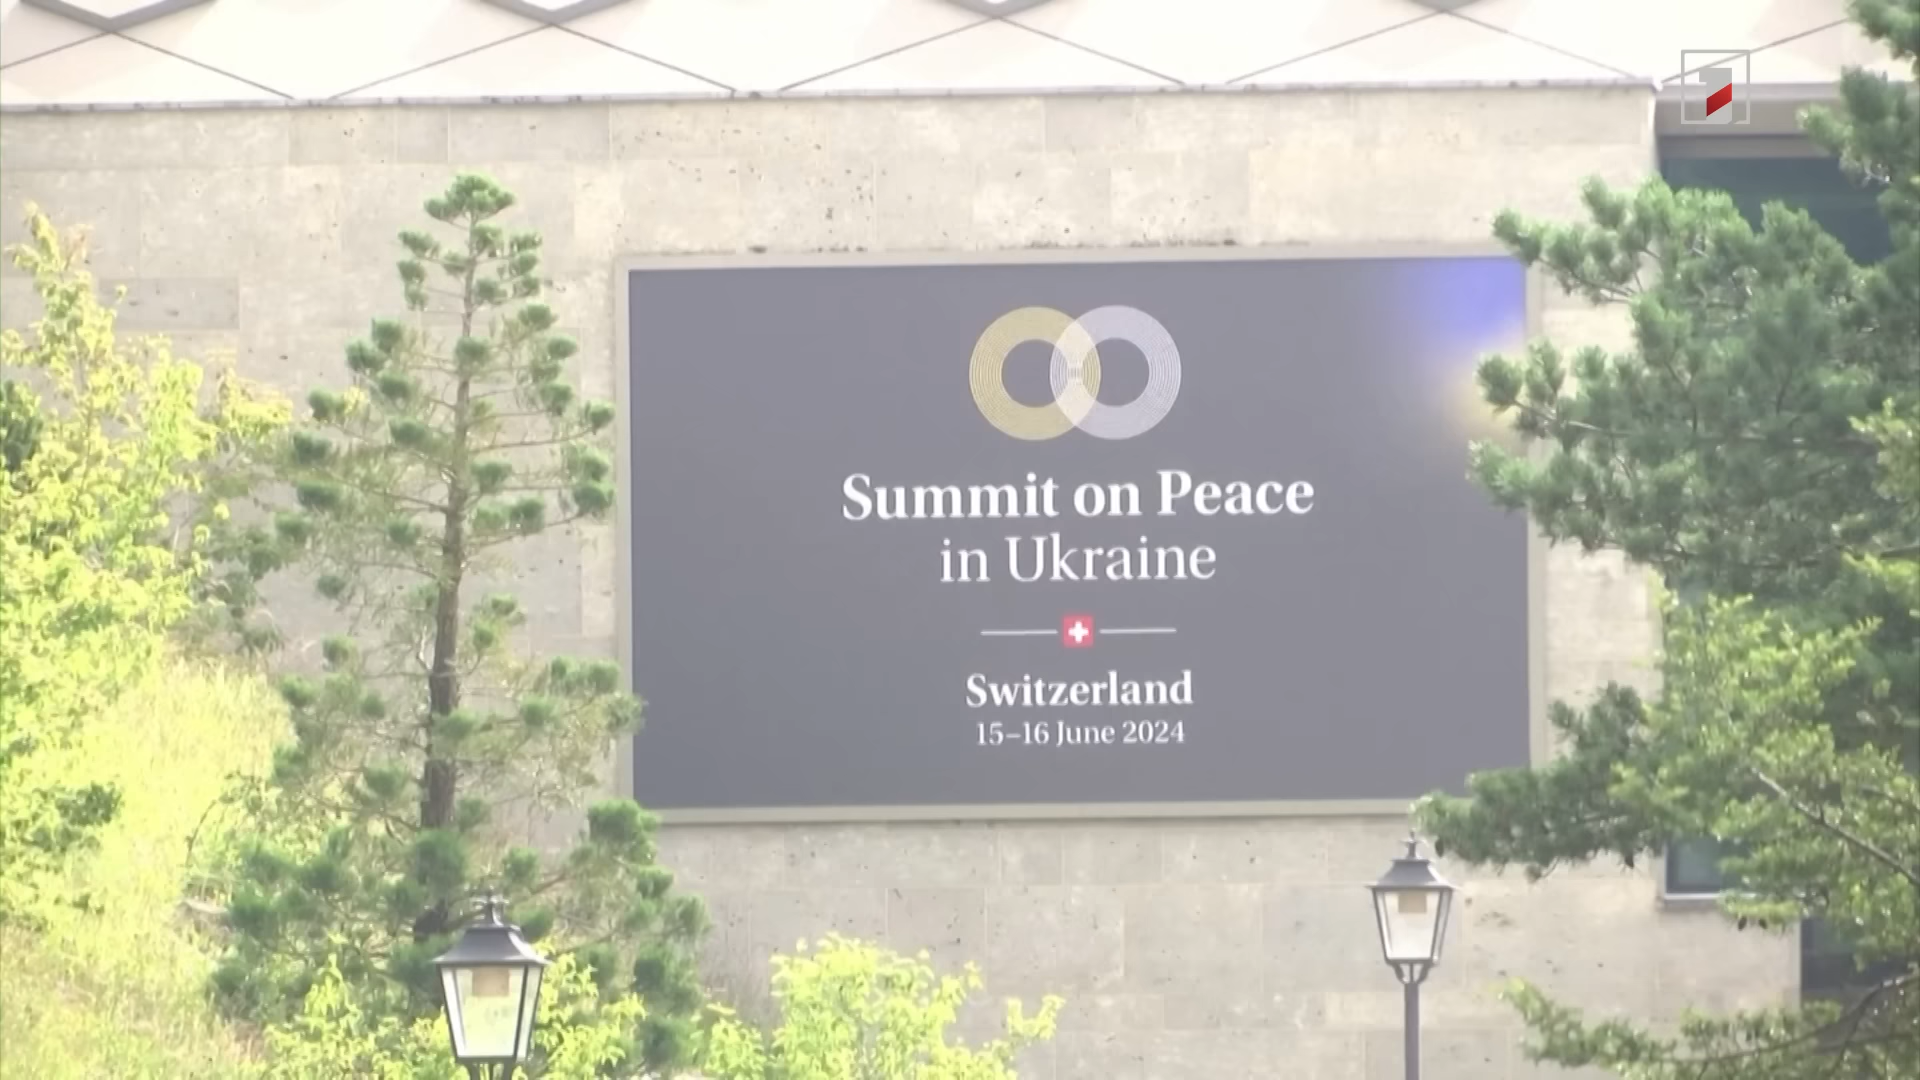 Summit on Peace
in Ukraine
Switzerland
15–16 June 2024